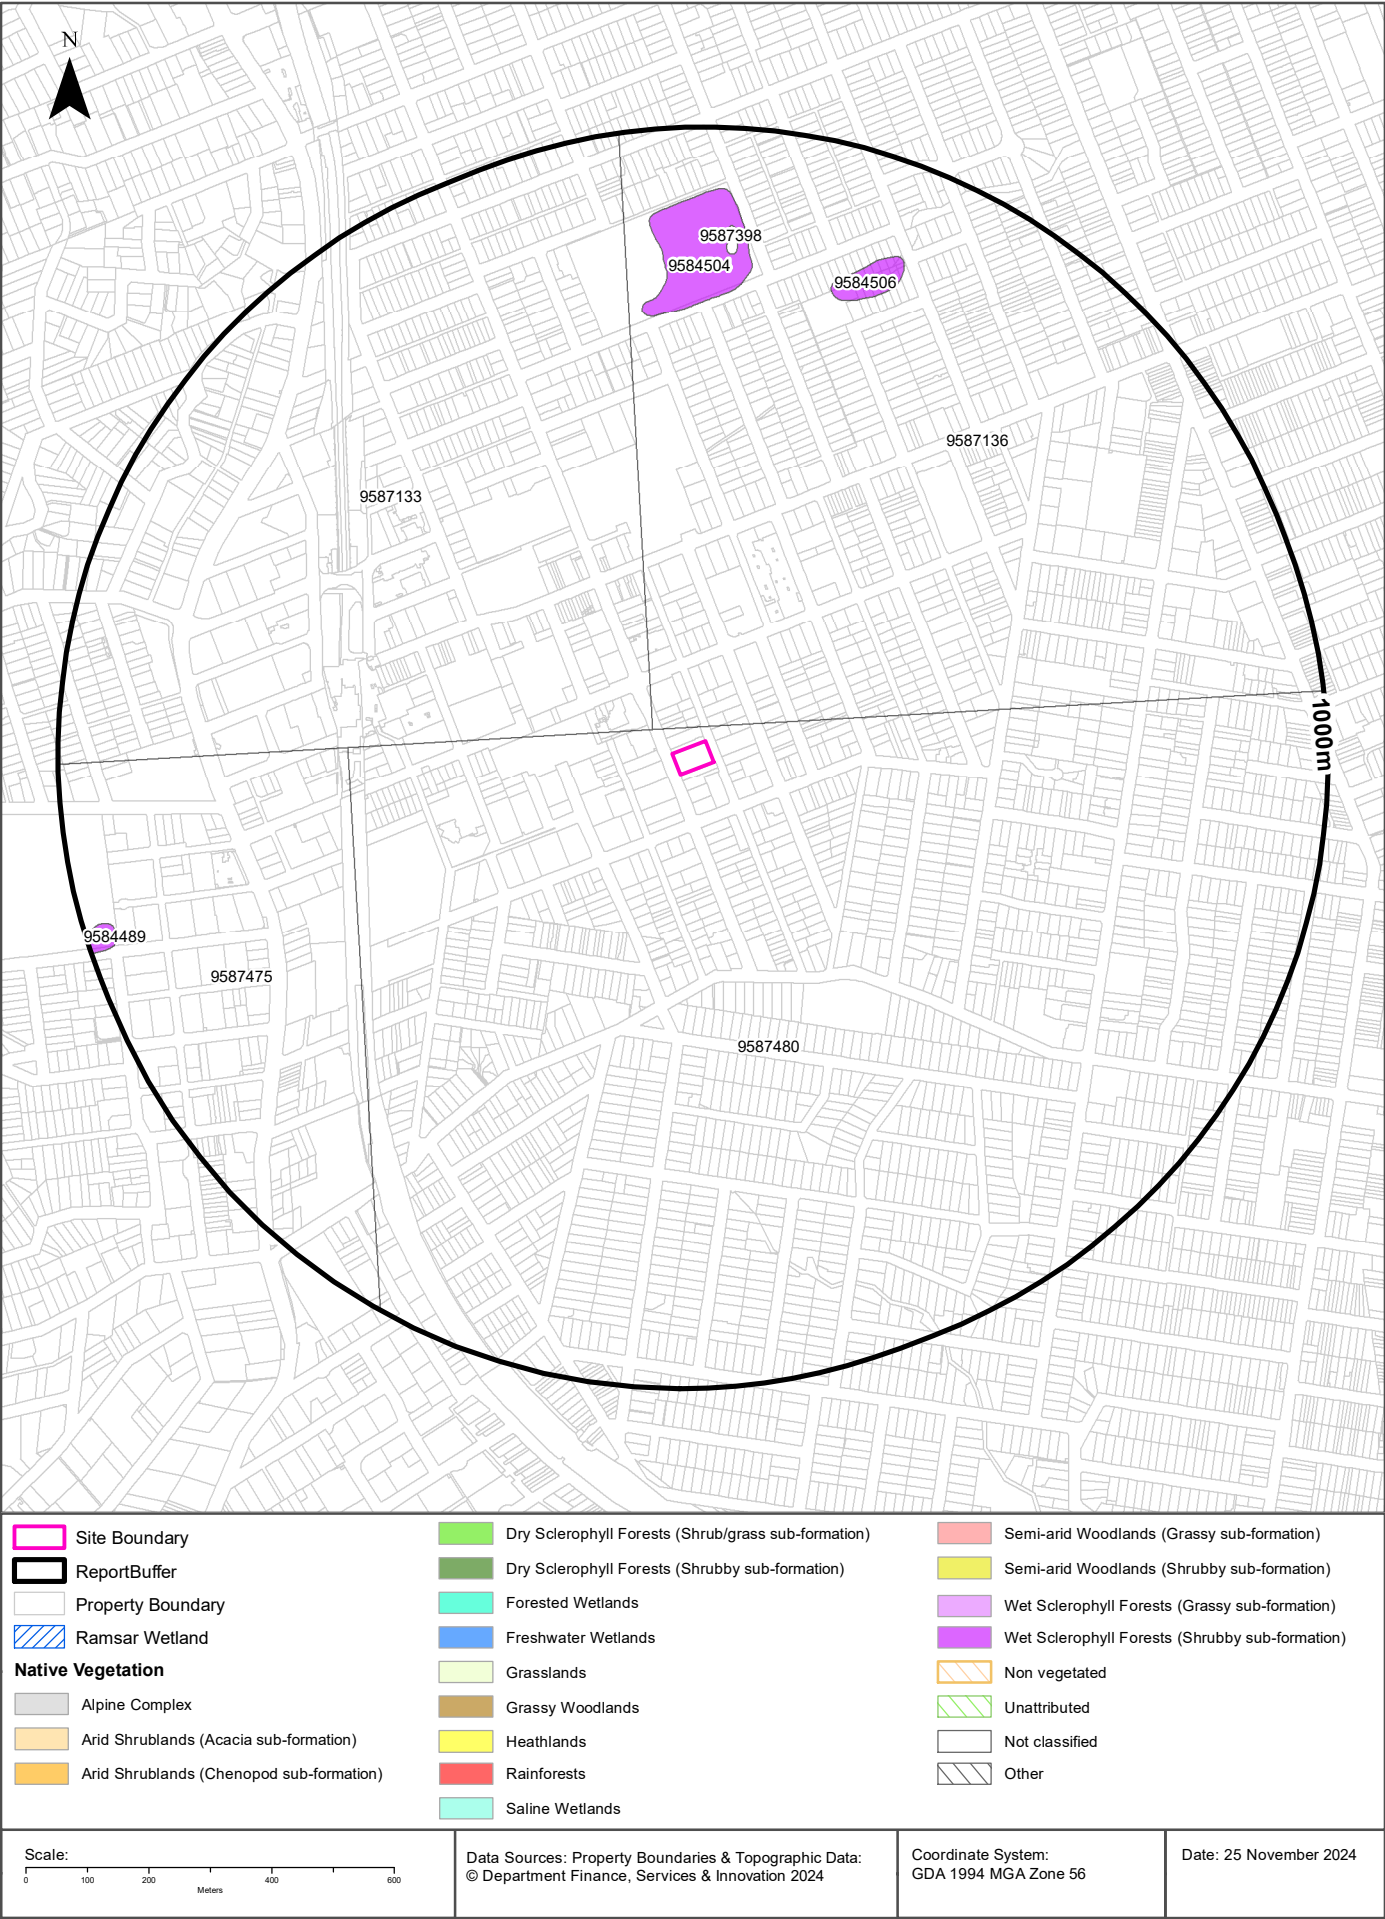 N
9587398
9584504
9584506
9587136
9587133
1000m
9584489
9587475
9587480
Site Boundary
ReportBuffer
Property Boundary
Ramsar Wetland
Native Vegetation
Alpine Complex
Arid Shrublands (Acacia sub-formation)
Arid Shrublands (Chenopod sub-formation)
Dry Sclerophyll Forests (Shrub/grass sub-formation)
Dry Sclerophyll Forests (Shrubby sub-formation)
Forested Wetlands
Freshwater Wetlands
Grasslands
Grassy Woodlands
Heathlands
Rainforests
Saline Wetlands
Semi-arid Woodlands (Grassy sub-formation)
Semi-arid Woodlands (Shrubby sub-formation)
Wet Sclerophyll Forests (Grassy sub-formation)
Wet Sclerophyll Forests (Shrubby sub-formation)
Non vegetated
Unattributed
Not classified
Other
Scale:
0 100 200 400 600
Meters
Data Sources: Property Boundaries & Topographic Data:
© Department Finance, Services & Innovation 2024
Coordinate System:
GDA 1994 MGA Zone 56
Date: 25 November 2024